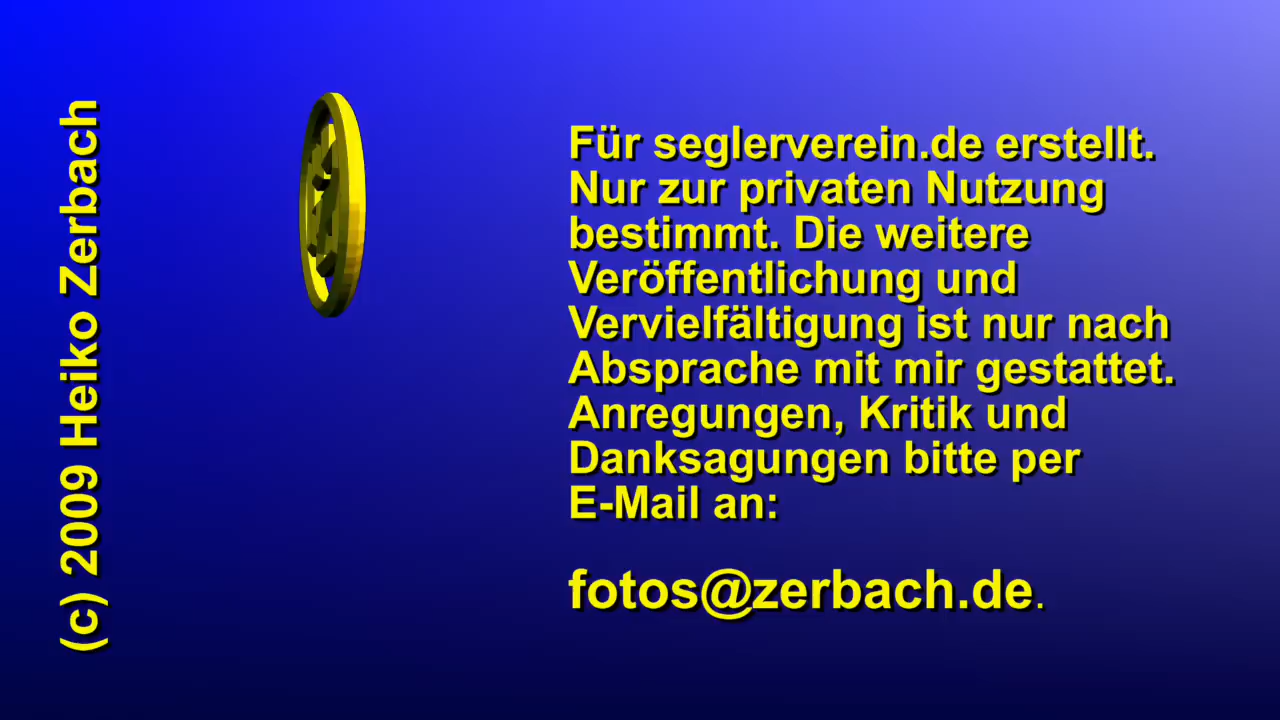 (c) 2009 Heiko Zerbach
Für seglerverein.de erstellt.
Nur zur privaten Nutzung
bestimmt. Die weitere
Veröffentlichung und
Vervielfältigung ist nur nach
Absprache mit mir gestattet.
Anregungen, Kritik und
Danksagungen bitte per
E-Mail an:
fotos@zerbach.de.